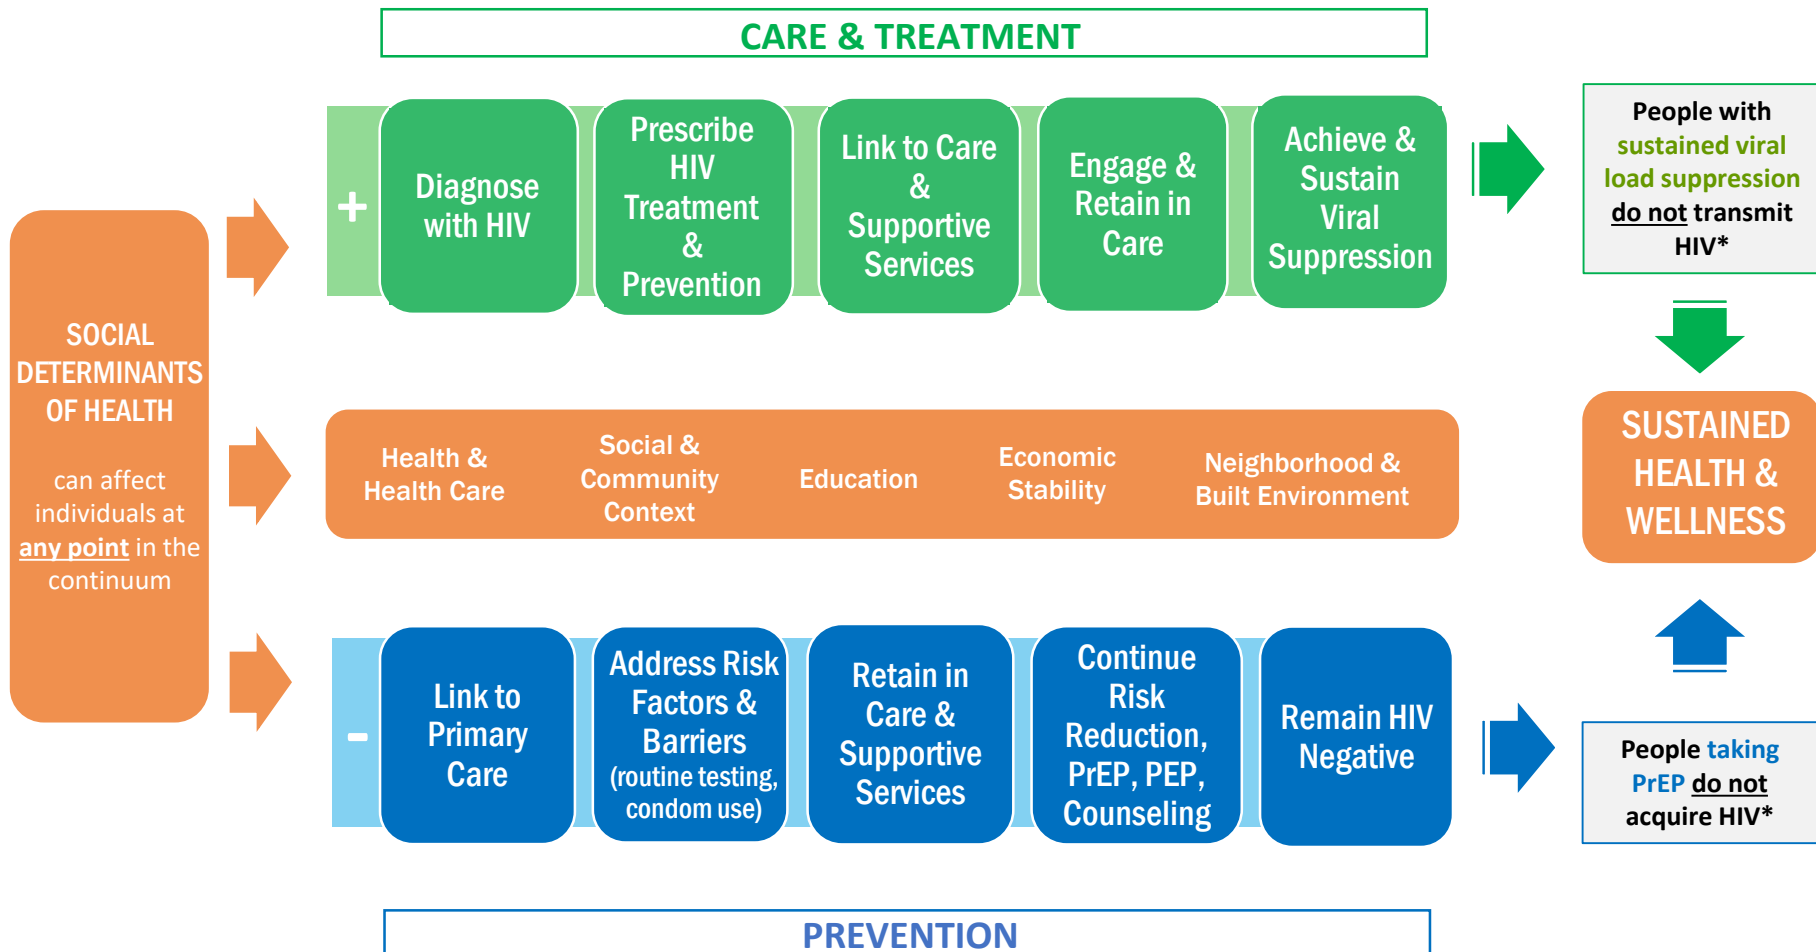 CARE & TREATMENT
SOCIAL
DETERMINANTS
OF HEALTH
can affect
individuals at
any point in the
continuum
+
Diagnose
with HIV
Prescribe
HIV
Treatment
&
Prevention
Link to Care
&
Supportive
Services
Engage &
Retain in
Care
Achieve &
Sustain
Viral
Suppression
People with
sustained viral
load suppression
do not transmit
HIV*
Health &
Health Care
Social &
Community
Context
Education
Economic
Stability
Neighborhood &
Built Environment
SUSTAINED
HEALTH &
WELLNESS
-
Link to
Primary
Care
Address Risk
Factors &
Barriers
(routine testing,
condom use)
Retain in
Care &
Supportive
Services
Continue
Risk
Reduction,
PrEP, PEP,
Counseling
Remain HIV
Negative
People taking
PrEP do not
acquire HIV*
PREVENTION